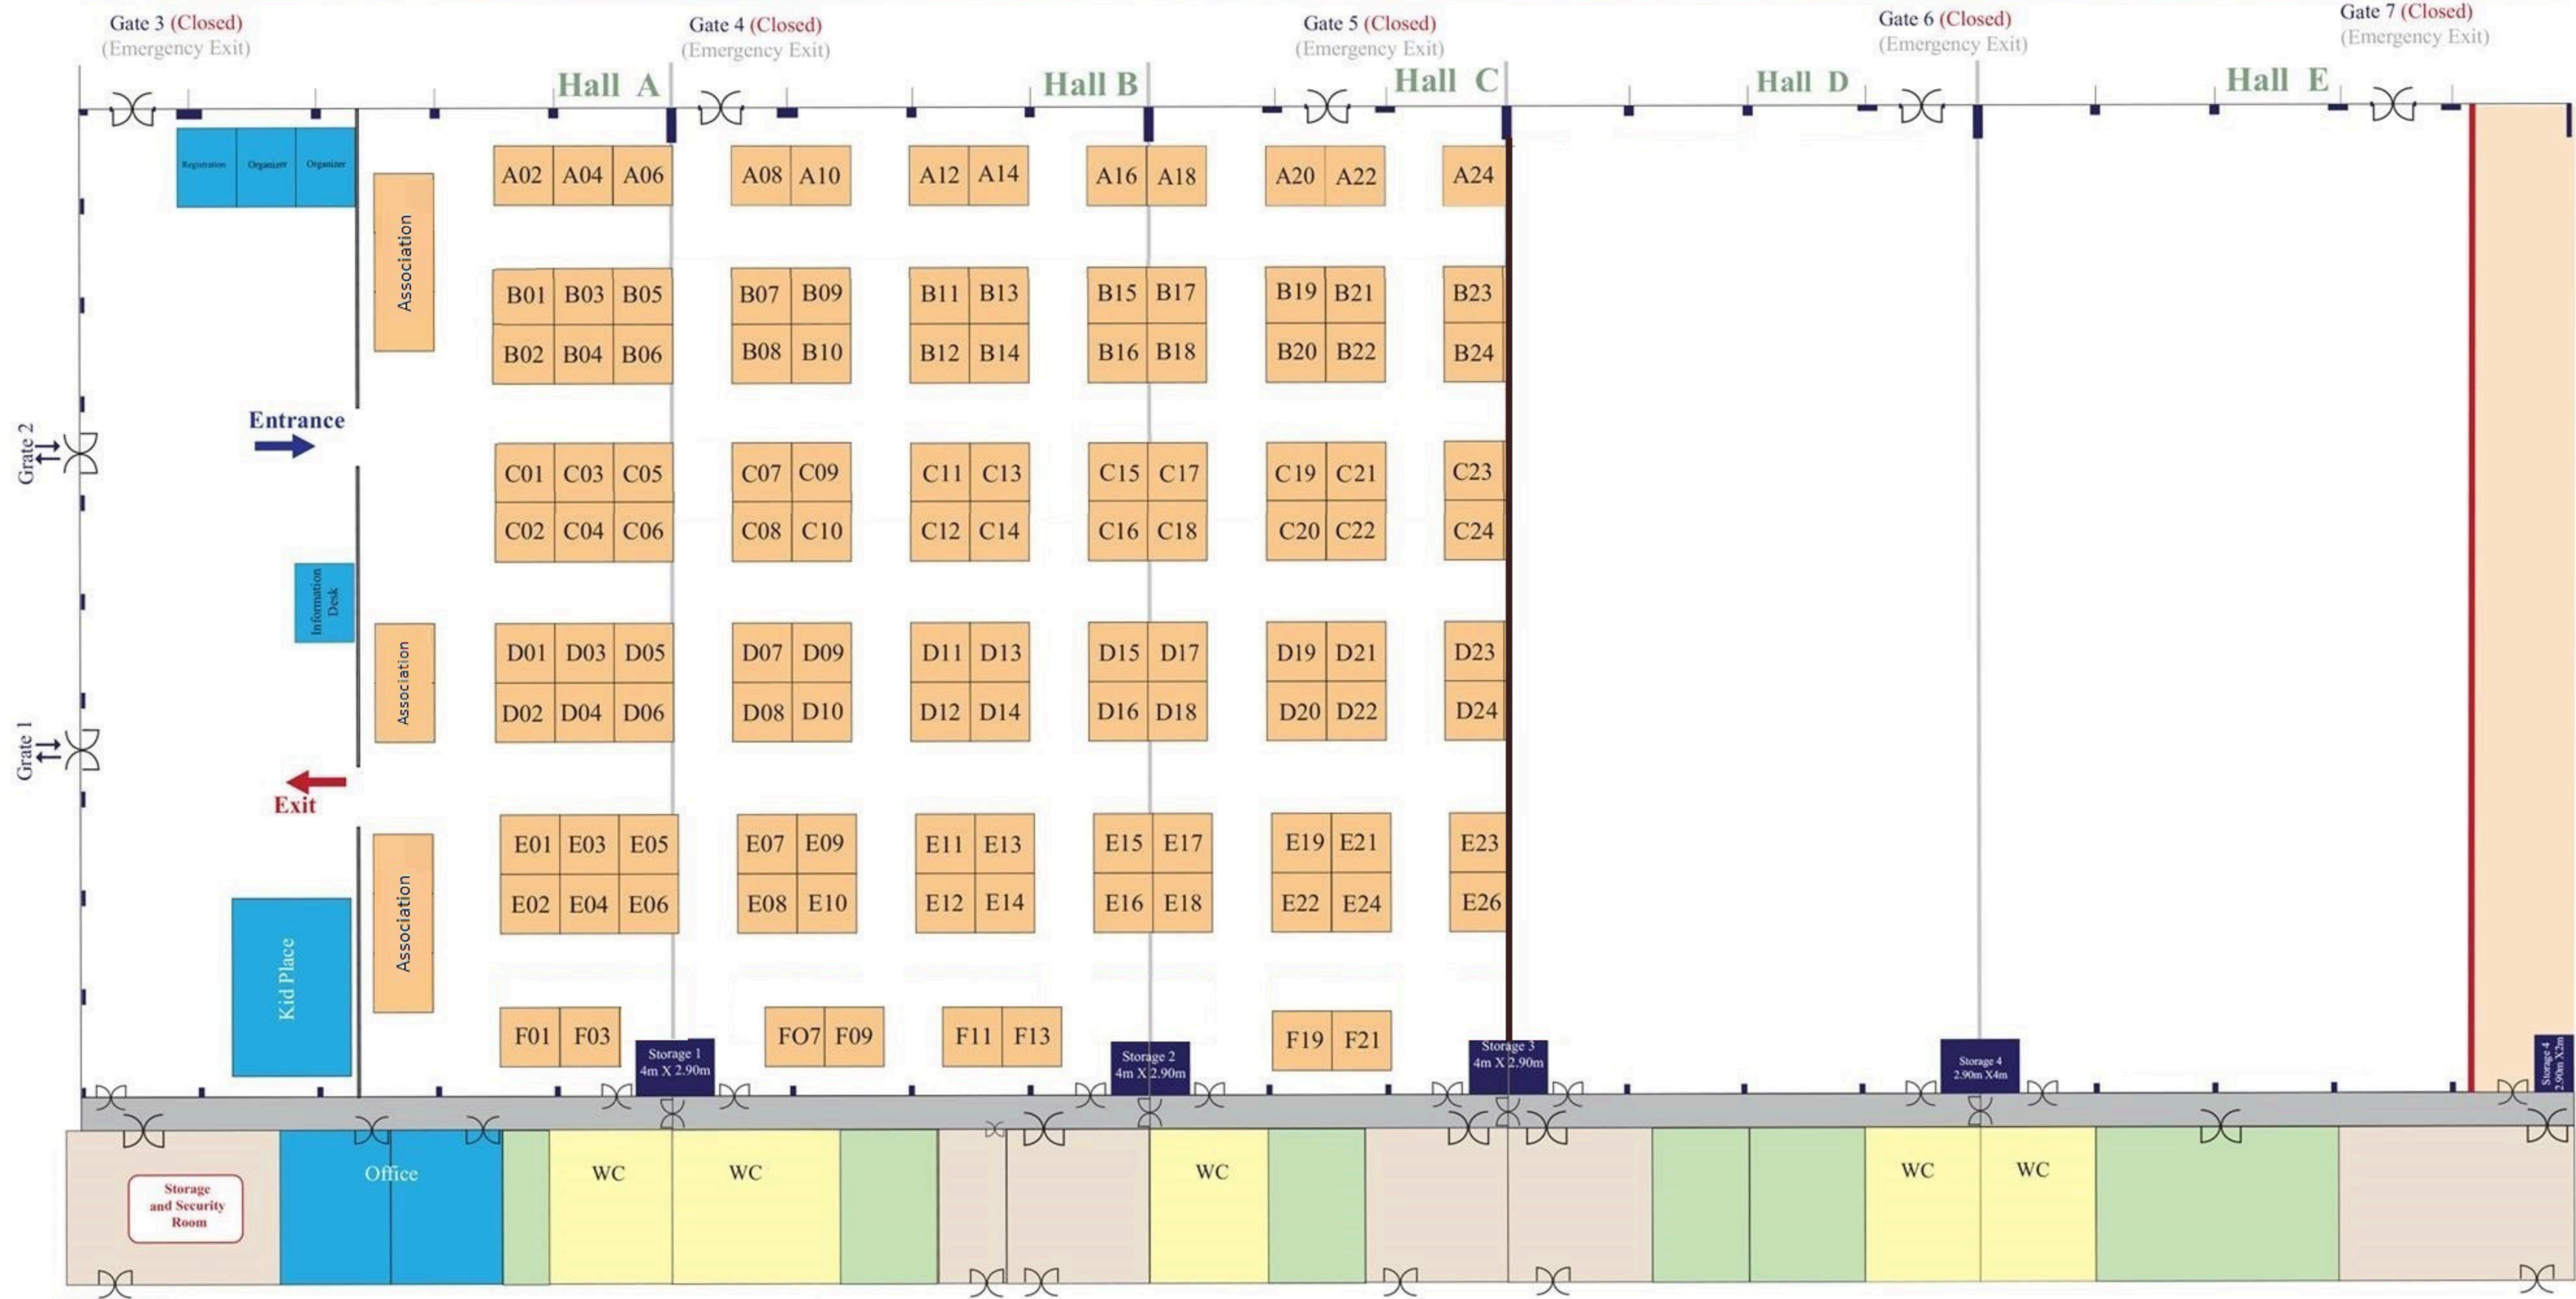 Gate 3 (Closed)
(Emergency Exit)
Gate 4 (Closed)
(Emergency Exit)
Gate 5 (Closed)
(Emergency Exit)
Gate 6 (Closed)
(Emergency Exit)
Gate 7 (Closed)
(Emergency Exit)
Hall A
Hall B
Hall C
Hall D
Hall E
Registration
Organizer
Organizer
Association
A02 A04 A06 A08 A10 A12 A14 A16 A18 A20 A22 A24
B01 B03 B05 B07 B09 B11 B13 B15 B17 B19 B21 B23
B02 B04 B06 B08 B10 B12 B14 B16 B18 B20 B22 B24
Grate 2
Entrance
C01 C03 C05 C07 C09 C11 C13 C15 C17 C19 C21 C23
C02 C04 C06 C08 C10 C12 C14 C16 C18 C20 C22 C24
Information
Desk
Association
D01 D03 D05 D07 D09 D11 D13 D15 D17 D19 D21 D23
D02 D04 D06 D08 D10 D12 D14 D16 D18 D20 D22 D24
Grate 1
Exit
E01 E03 E05 E07 E09 E11 E13 E15 E17 E19 E21 E23
E02 E04 E06 E08 E10 E12 E14 E16 E18 E22 E24 E26
Kid Place
Association
F01 F03 FO7 F09 F11 F13 F19 F21
Storage 1
4m X 2.90m
Storage 2
4m X 2.90m
Storage 3
4m X 2.90m
Storage 4
2.90m X4m
Storage 4
2.90m X2m
Storage
and Security
Room
Office
WC
WC
WC
WC
WC